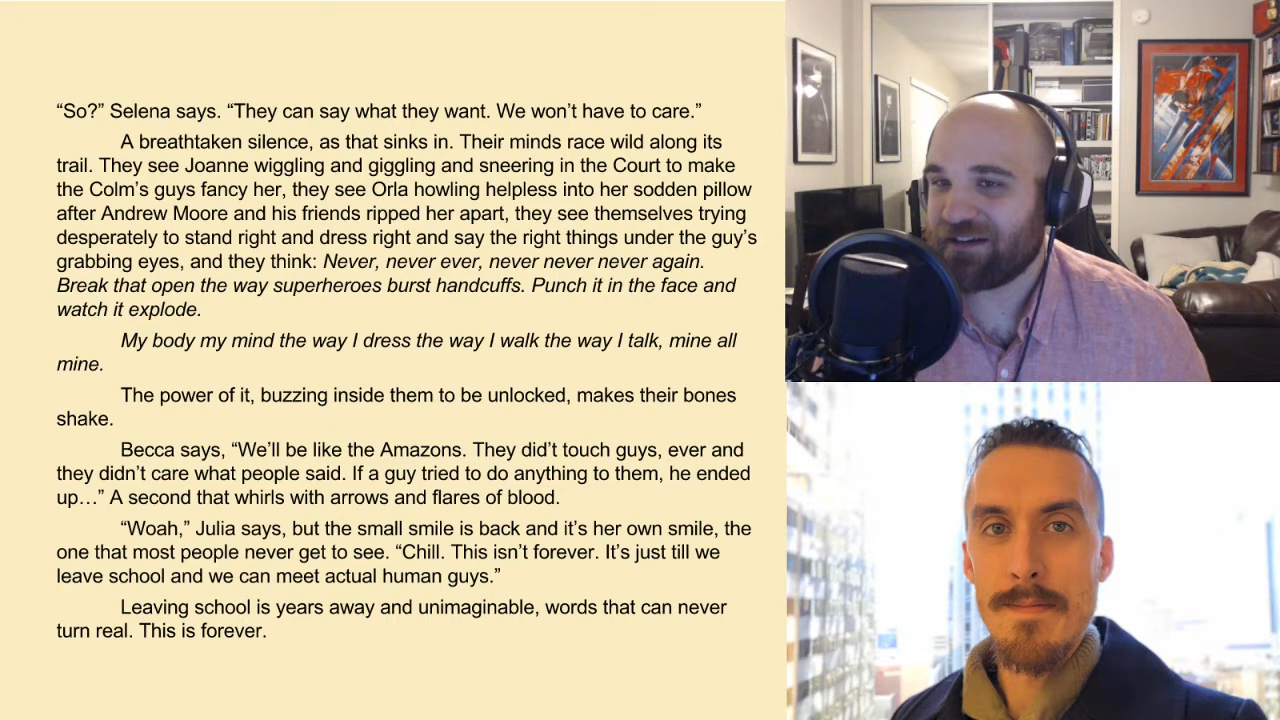 “So?” Selena says. “They can say what they want. We won’t have to care.”
A breathtaken silence, as that sinks in. Their minds race wild along its
trail. They see Joanne wiggling and giggling and sneering in the Court to make
the Colm’s guys fancy her, they see Orla howling helpless into her sodden pillow
after Andrew Moore and his friends ripped her apart, they see themselves trying
desperately to stand right and dress right and say the right things under the guy’s
grabbing eyes, and they think: Never, never ever, never never never again.
Break that open the way superheroes burst handcuffs. Punch it in the face and
watch it explode.
My body my mind the way I dress the way I walk the way I talk, mine all
mine.
The power of it, buzzing inside them to be unlocked, makes their bones
shake.
Becca says, “We’ll be like the Amazons. They did’t touch guys, ever and
they didn’t care what people said. If a guy tried to do anything to them, he ended
up…” A second that whirls with arrows and flares of blood.
“Woah,” Julia says, but the small smile is back and it’s her own smile, the
one that most people never get to see. “Chill. This isn’t forever. It’s just till we
leave school and we can meet actual human guys.”
Leaving school is years away and unimaginable, words that can never
turn real. This is forever.